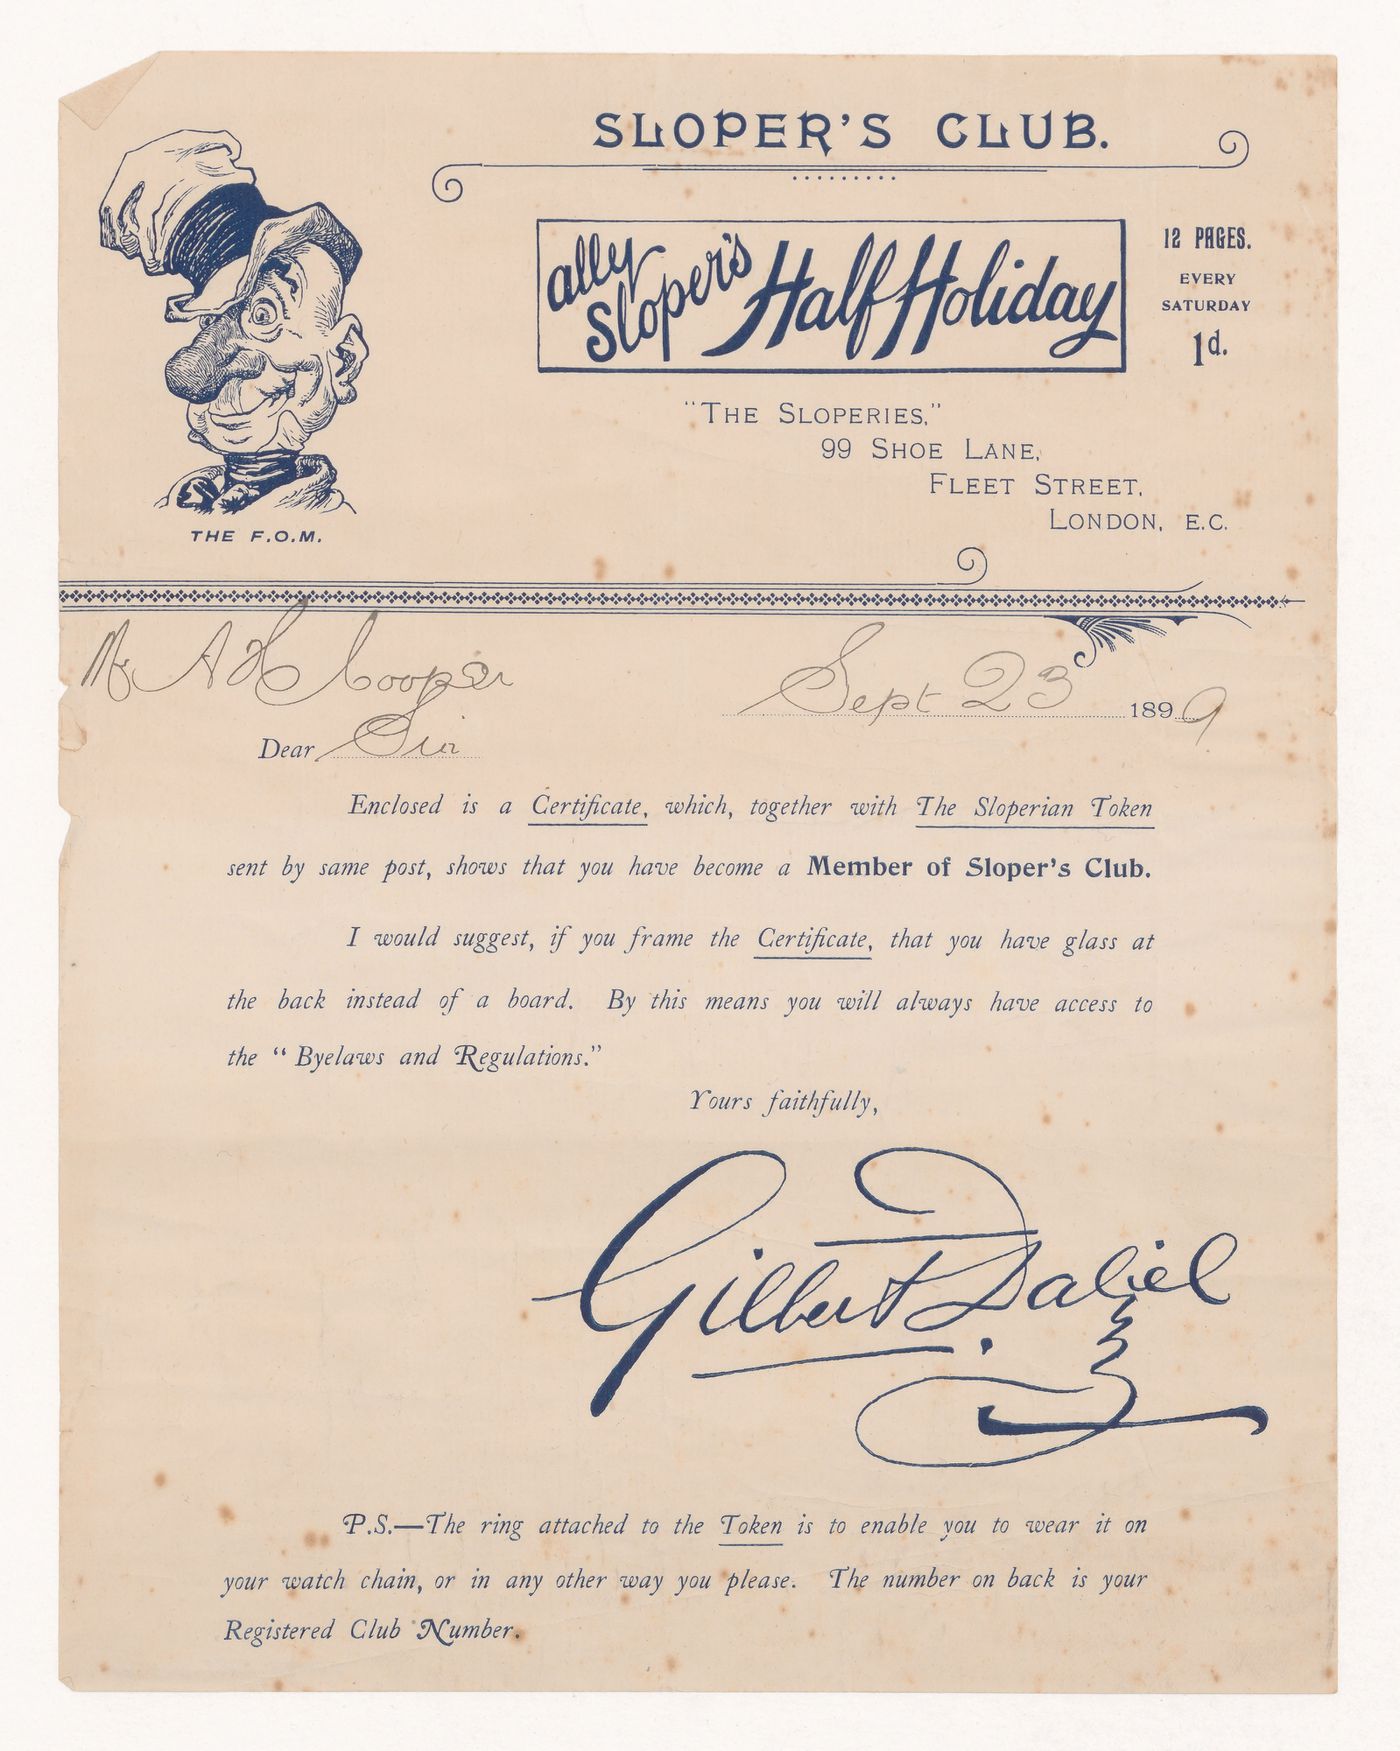 SLOPER'S CLUB.
ally Sloper's Half Holiday
12 PAGES.
EVERY
SATURDAY
1d.
"THE SLOPERIES,"
99 SHOE LANE,
FLEET STREET,
LONDON, E.C.
THE F.O.M.
Mr A H Cooper
Sept 23 1899
Dear Sir
Enclosed is a Certificate, which, together with The Sloperian Token
sent by same post, shows that you have become a Member of Sloper's Club.
I would suggest, if you frame the Certificate, that you have glass at
the back instead of a board. By this means you will always have access to
the "Byelaws and Regulations."
Yours faithfully,
Gilbert Dalziel
P.S.—The ring attached to the Token is to enable you to wear it on
your watch chain, or in any other way you please. The number on back is your
Registered Club Number.